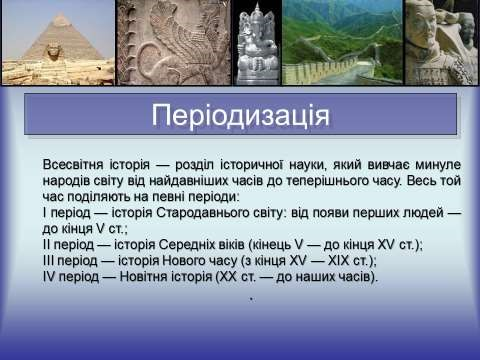 Періодизація
Всесвітня історія — розділ історичної науки, який вивчає минуле
народів світу від найдавніших часів до теперішнього часу. Весь той
час поділяють на певні періоди:
І період — історія Стародавнього світу: від появи перших людей —
до кінця V ст.;
ІІ період — історія Середніх віків (кінець V — до кінця XV ст.);
ІІІ період — історія Нового часу (з кінця XV — XIX ст.);
IV період — Новітня історія (XX ст. — до наших часів).
.